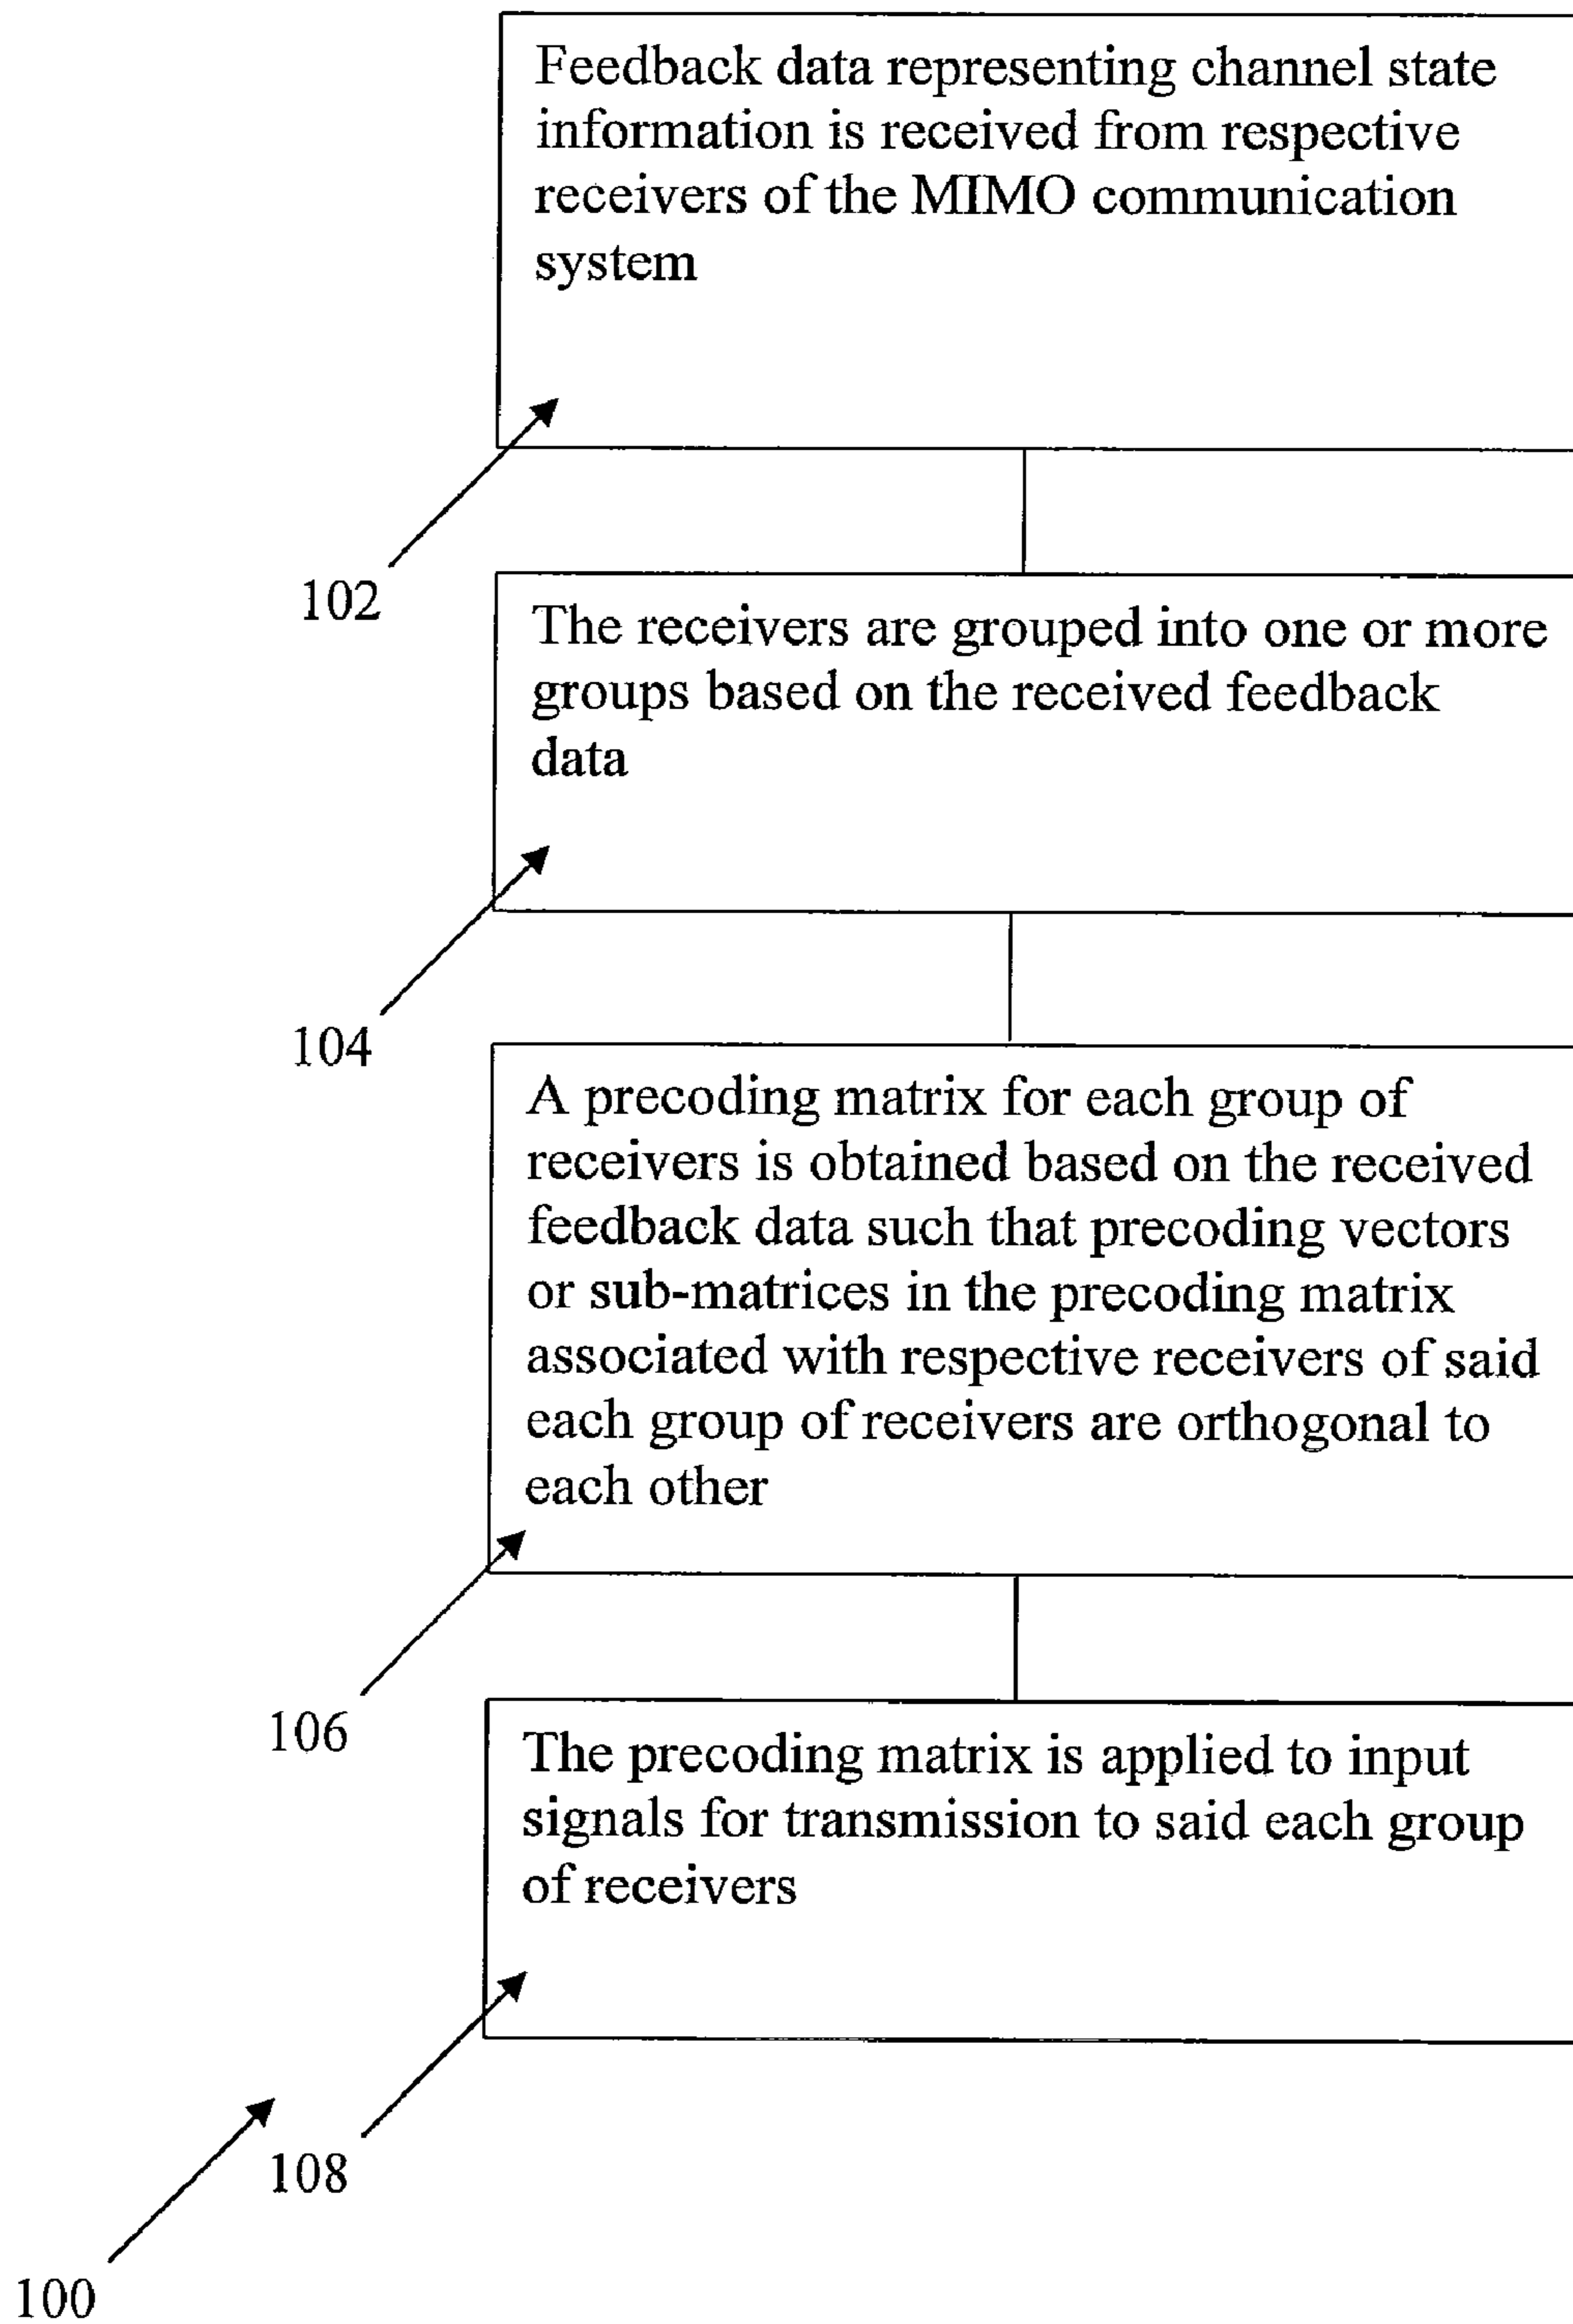 Feedback data representing channel state
information is received from respective
receivers of the MIMO communication
system
102
The receivers are grouped into one or more
groups based on the received feedback
data
104
A precoding matrix for each group of
receivers is obtained based on the received
feedback data such that precoding vectors
or sub-matrices in the precoding matrix
associated with respective receivers of said
each group of receivers are orthogonal to
each other
106
The precoding matrix is applied to input
signals for transmission to said each group
of receivers
108
100